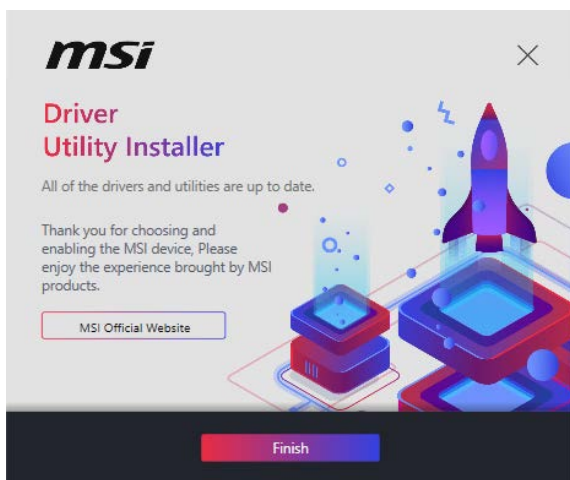 msi
Driver
Utility Installer
All of the drivers and utilities are up to date.
Thank you for choosing and
enabling the MSI device, Please
enjoy the experience brought by MSI
products.
MSI Official Website
Finish